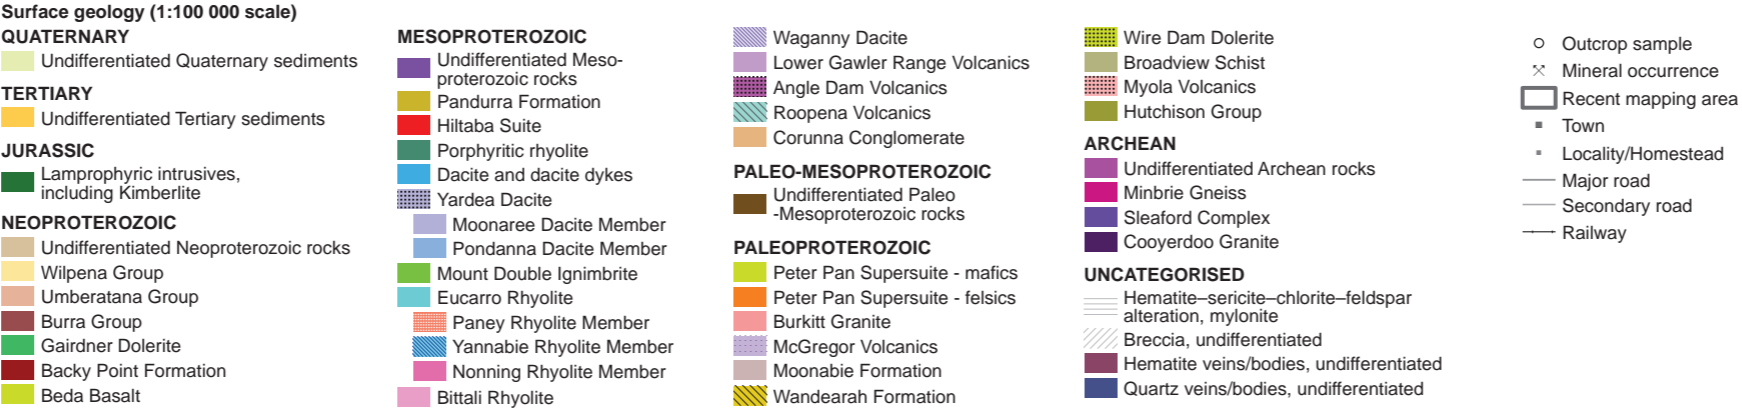 Surface geology (1:100 000 scale)
QUATERNARY
Undifferentiated Quaternary sediments
TERTIARY
Undifferentiated Tertiary sediments
JURASSIC
Lamprophyric intrusives,
including Kimberlite
NEOPROTEROZOIC
Undifferentiated Neoproterozoic rocks
Wilpena Group
Umberatana Group
Burra Group
Gairdner Dolerite
Backy Point Formation
Beda Basalt
MESOPROTEROZOIC
Undifferentiated Meso-
proterozoic rocks
Pandurra Formation
Hiltaba Suite
Porphyritic rhyolite
Dacite and dacite dykes
Yardea Dacite
Moonaree Dacite Member
Pondanna Dacite Member
Mount Double Ignimbrite
Eucarro Rhyolite
Paney Rhyolite Member
Yannabie Rhyolite Member
Nonning Rhyolite Member
Bittali Rhyolite
Waganny Dacite
Lower Gawler Range Volcanics
Angle Dam Volcanics
Roopena Volcanics
Corunna Conglomerate
PALEO-MESOPROTEROZOIC
Undifferentiated Paleo
-Mesoproterozoic rocks
PALEOPROTEROZOIC
Peter Pan Supersuite - mafics
Peter Pan Supersuite - felsics
Burkitt Granite
McGregor Volcanics
Moonabie Formation
Wandearah Formation
Wire Dam Dolerite
Broadview Schist
Myola Volcanics
Hutchison Group
ARCHEAN
Undifferentiated Archean rocks
Minbrie Gneiss
Sleaford Complex
Cooyerdoo Granite
UNCATEGORISED
Hematite–sericite–chlorite–feldspar
alteration, mylonite
Breccia, undifferentiated
Hematite veins/bodies, undifferentiated
Quartz veins/bodies, undifferentiated
Outcrop sample
Mineral occurrence
Recent mapping area
Town
Locality/Homestead
Major road
Secondary road
Railway